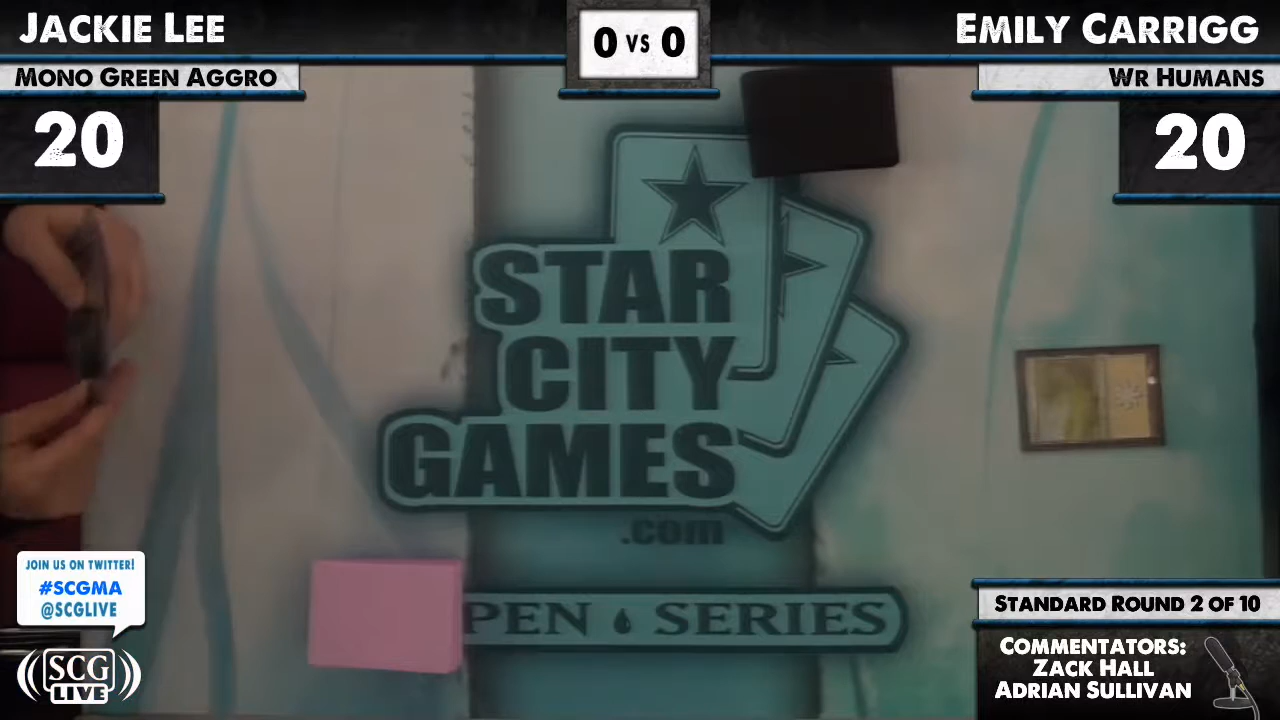 JACKIE LEE
0 VS 0
EMILY CARRIGG
MONO GREEN AGGRO
WR HUMANS
20
20
STAR
CITY
GAMES
.com
PEN SERIES
JOIN US ON TWITTER!
#SCGMA
@SCGLIVE
SCG
LIVE
STANDARD ROUND 2 OF 10
COMMENTATORS:
ZACK HALL
ADRIAN SULLIVAN